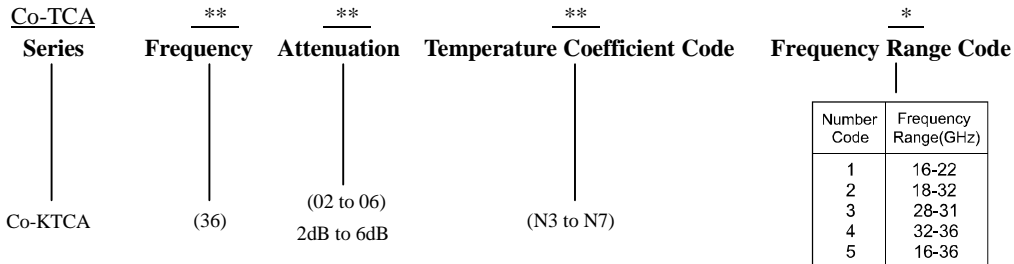 Co-TCA ** ** ** *
Series Frequency Attenuation Temperature Coefficient Code Frequency Range Code
Number Code Frequency Range(GHz)
1 16-22
2 18-32
3 28-31
4 32-36
5 16-36
Co-KTCA (36) (02 to 06) (N3 to N7)
2dB to 6dB